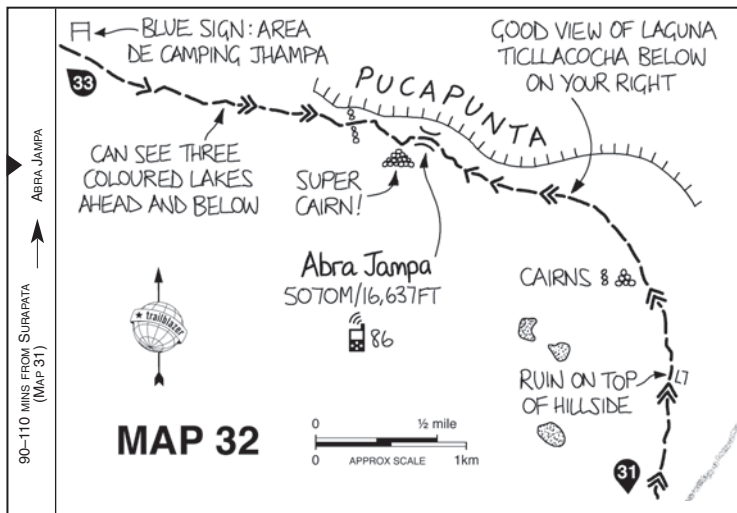 BLUE SIGN: AREA
DE CAMPING JHAMPA
GOOD VIEW OF LAGUNA
TICLLACOCHA BELOW
ON YOUR RIGHT
33
PUCAPUNTA
CAN SEE THREE
COLOURED LAKES
AHEAD AND BELOW
SUPER
CAIRN!
Abra Jampa
5070M/16,637FT
86
CAIRNS
RUIN ON TOP
OF HILLSIDE
★ trailblazer
MAP 32
0 ½ mile
0 APPROX SCALE 1km
31
90–110 MINS FROM SURAPATA
(MAP 31)
ABRA JAMPA